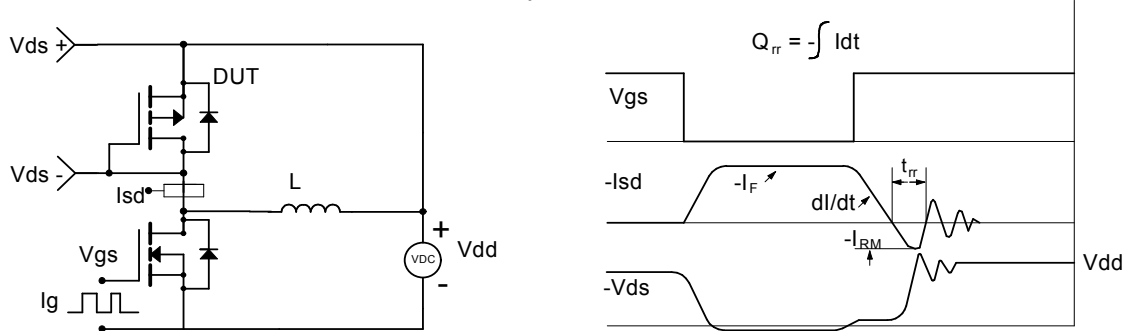 Vds +
DUT
Vds -
Isd
L
Vgs
Ig
+
VDC
-
Vdd
Q_rr = -∫ Idt
Vgs
-Isd
-I_F
dI/dt
t_rr
-I_RM
Vdd
-Vds